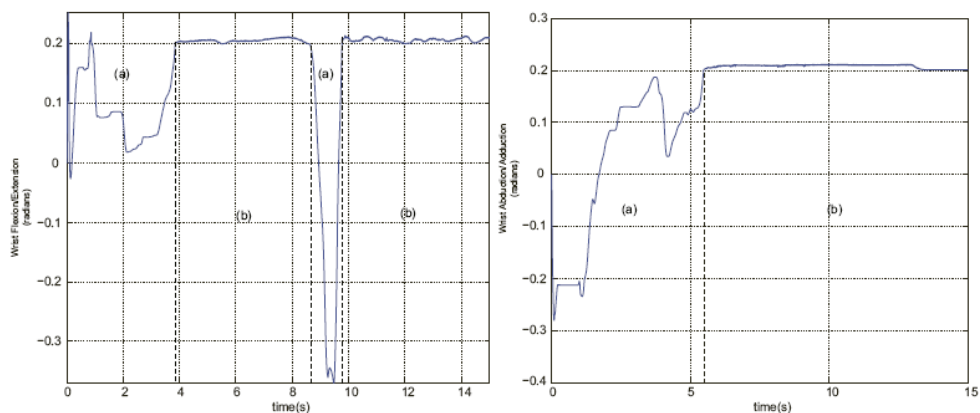 0.2
0.1
0
−0.1
−0.2
−0.3
Wrist Flexion/Extension
(radians)
(a)
(b)
(a)
(b)
0 2 4 6 8 10 12 14
time(s)
0.3
0.2
0.1
0
−0.1
−0.2
−0.3
−0.4
Wrist Abduction/Adduction
(radians)
(a)
(b)
0 5 10 15
time(s)